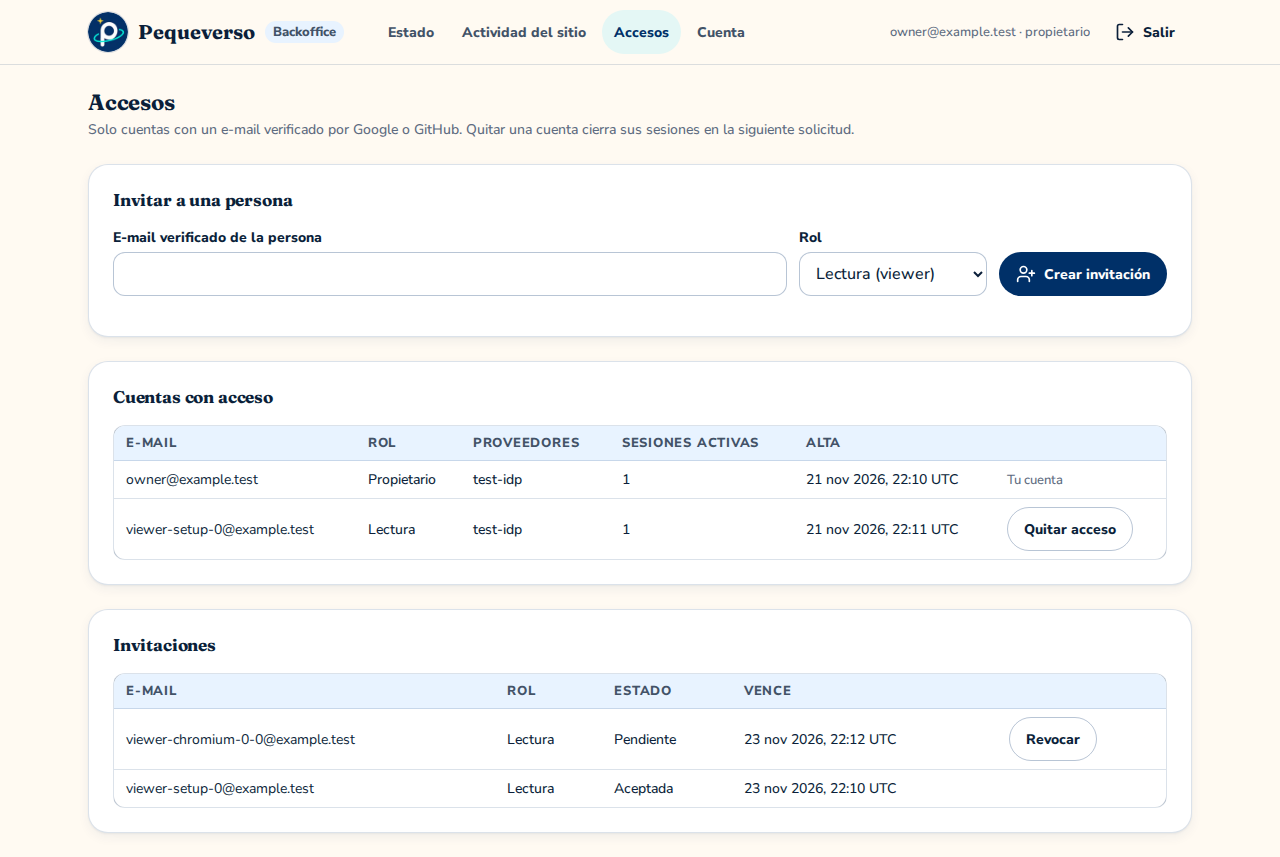 Pequeverso Backoffice Estado Actividad del sitio Accesos Cuenta owner@example.test · propietario Salir
Accesos
Solo cuentas con un e-mail verificado por Google o GitHub. Quitar una cuenta cierra sus sesiones en la siguiente solicitud.
Invitar a una persona
E-mail verificado de la persona Rol
Lectura (viewer) Crear invitación
Cuentas con acceso
E-MAIL ROL PROVEEDORES SESIONES ACTIVAS ALTA
owner@example.test Propietario test-idp 1 21 nov 2026, 22:10 UTC Tu cuenta
viewer-setup-0@example.test Lectura test-idp 1 21 nov 2026, 22:11 UTC Quitar acceso
Invitaciones
E-MAIL ROL ESTADO VENCE
viewer-chromium-0-0@example.test Lectura Pendiente 23 nov 2026, 22:12 UTC Revocar
viewer-setup-0@example.test Lectura Aceptada 23 nov 2026, 22:10 UTC